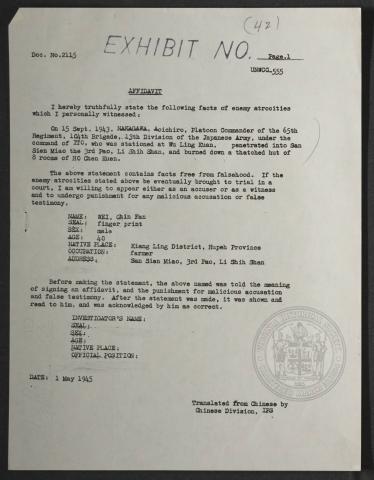 (42)
EXHIBIT NO.
Doc. No.2115
Page.1
UNWCC 555
AFFIDAVIT
I hereby truthfully state the following facts of enemy atrocities
which I personally witnessed:
On 15 Sept. 1943. NAKAGAWA, Aoichiro, Platoon Commander of the 65th
Regiment, 104th Brigade, 13th Division of the Japanese Army, under the
command of ITO, who was stationed at Wu Ling Kuan, penetrated into San
Sien Miao the 3rd Pao, Li Shih Shan, and burned down a thatched hut of
8 rooms of HO Chen Kuen.
The above statement contains facts free from falsehood. If the
enemy atrocities stated above be eventually brought to trial in a
court, I am willing to appear either as an accuser or as a witness
and to undergo punishment for any malicious accusation or false
testimony.
NAME: WEI, Chih Fan
SEAL: finger print
SEX: male
AGE: 40
NATIVE PLACE: Kiang Ling District, Hupeh Province
OCCUPATION: farmer
ADDRESS, San Sien Miao, 3rd Pao, Li Shih Shan
Before making the statement, the above named was told the meaning
of signing an affidavit, and the punishment for malicious accusation
and false testimony. After the statement was made, it was shown and
read to him, and was acknowledged by him as correct.
INVESTIGATOR'S NAME:
SEAL:
SEX:
AGE:
NATIVE PLACE:
OFFICIAL POSITION:
DATE: 1 May 1945
Translated from Chinese by
Chinese Division, IPS